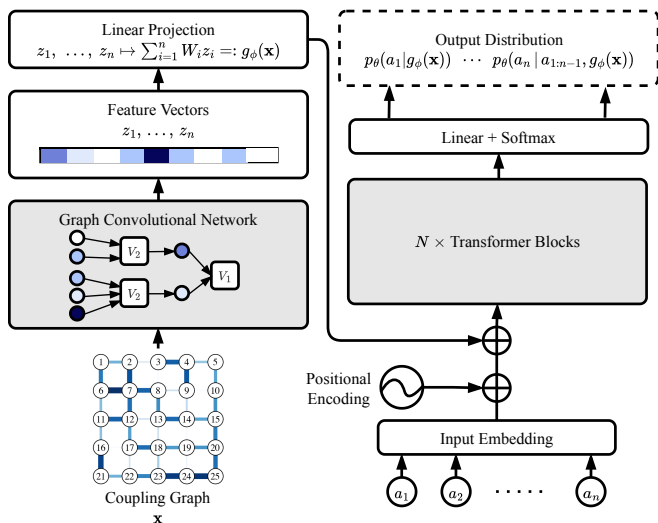 Linear Projection
z₁, …, zₙ ↦ ∑ⁿᵢ₌₁ Wᵢzᵢ =: g_ϕ(𝐱)
Feature Vectors
z₁, …, zₙ
Graph Convolutional Network
V₂
V₁
V₂
1 2 3 4 5
6 7 8 9 10
11 12 13 14 15
16 17 18 19 20
21 22 23 24 25
Coupling Graph
𝐱
Output Distribution
p_θ(a₁|g_ϕ(𝐱)) ⋯ p_θ(aₙ | a₁:ₙ₋₁, g_ϕ(𝐱))
Linear + Softmax
N × Transformer Blocks
Positional
Encoding
Input Embedding
a₁ a₂ ····· aₙ